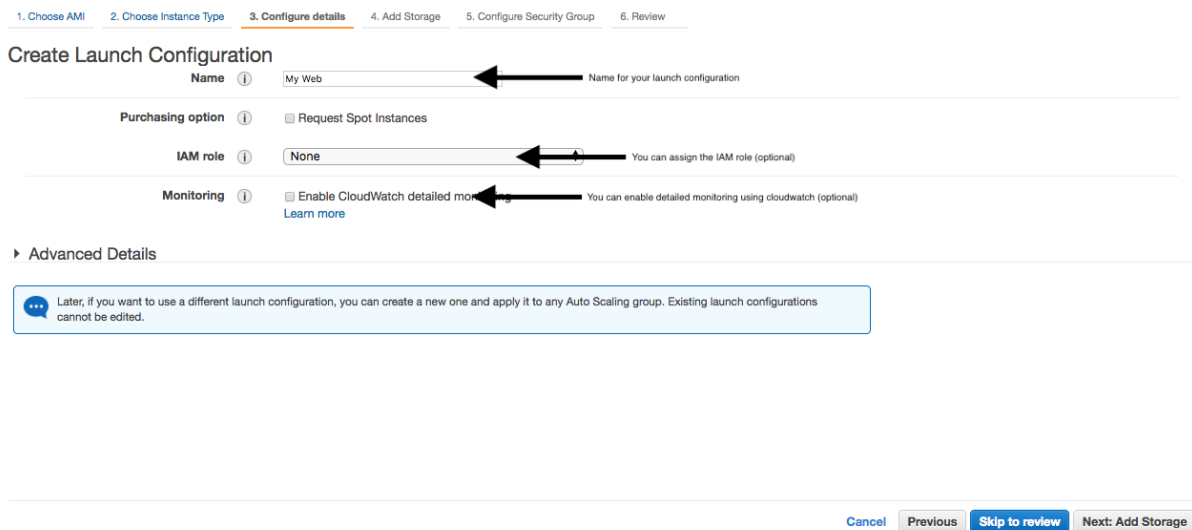 1. Choose AMI 2. Choose Instance Type 3. Configure details 4. Add Storage 5. Configure Security Group 6. Review
Create Launch Configuration
Name i My Web Name for your launch configuration
Purchasing option i Request Spot Instances
IAM role i None You can assign the IAM role (optional)
Monitoring i Enable CloudWatch detailed monitoring You can enable detailed monitoring using cloudwatch (optional)
Learn more
Advanced Details
Later, if you want to use a different launch configuration, you can create a new one and apply it to any Auto Scaling group. Existing launch configurations
cannot be edited.
Cancel Previous Skip to review Next: Add Storage